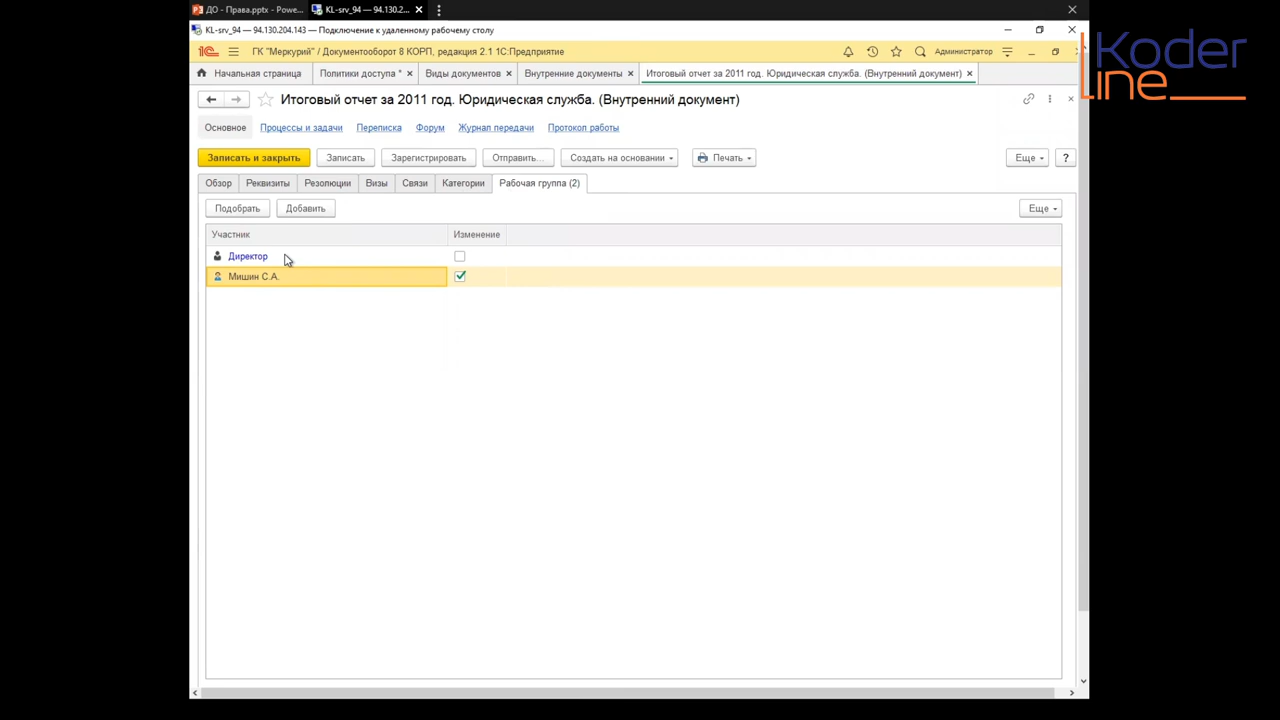 ДО - Права.pptx - Powe...
KL-srv_94 — 94.130.2...
KL-srv_94 — 94.130.204.143 — Подключение к удаленному рабочему столу
ГК "Меркурий" / Документооборот 8 КОРП, редакция 2.1 1С:Предприятие
Администратор
Начальная страница
Политики доступа *
Виды документов
Внутренние документы
Итоговый отчет за 2011 год. Юридическая служба. (Внутренний документ)
Koder
line
Итоговый отчет за 2011 год. Юридическая служба. (Внутренний документ)
Основное
Процессы и задачи
Переписка
Форум
Журнал передачи
Протокол работы
Записать и закрыть
Записать
Зарегистрировать
Отправить...
Создать на основании
Печать
Еще
?
Обзор
Реквизиты
Резолюции
Визы
Связи
Категории
Рабочая группа (2)
Подобрать
Добавить
Еще
Участник
Изменение
Директор
Мишин С.А.